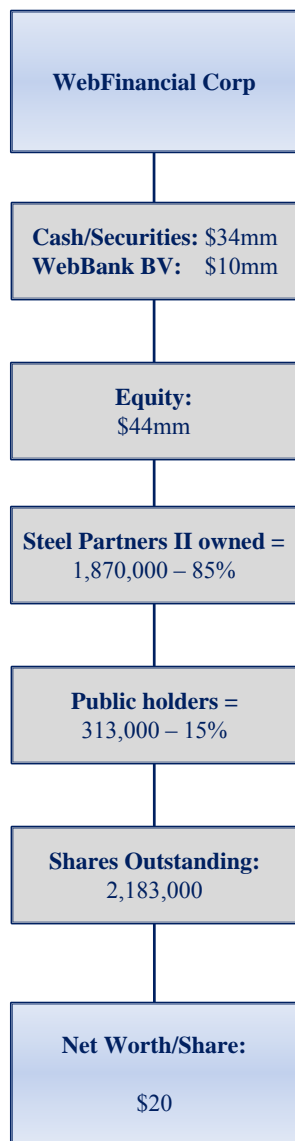 WebFinancial Corp
Cash/Securities: $34mm
WebBank BV: $10mm
Equity:
$44mm
Steel Partners II owned =
1,870,000 – 85%
Public holders =
313,000 – 15%
Shares Outstanding:
2,183,000
Net Worth/Share:
$20